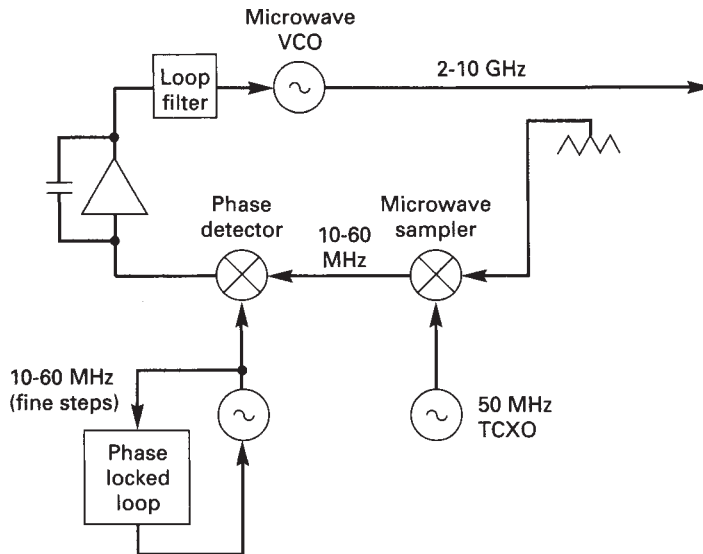 Microwave
VCO
Loop
filter
2-10 GHz
Phase
detector
Microwave
sampler
10-60
MHz
10-60 MHz
(fine steps)
50 MHz
TCXO
Phase
locked
loop